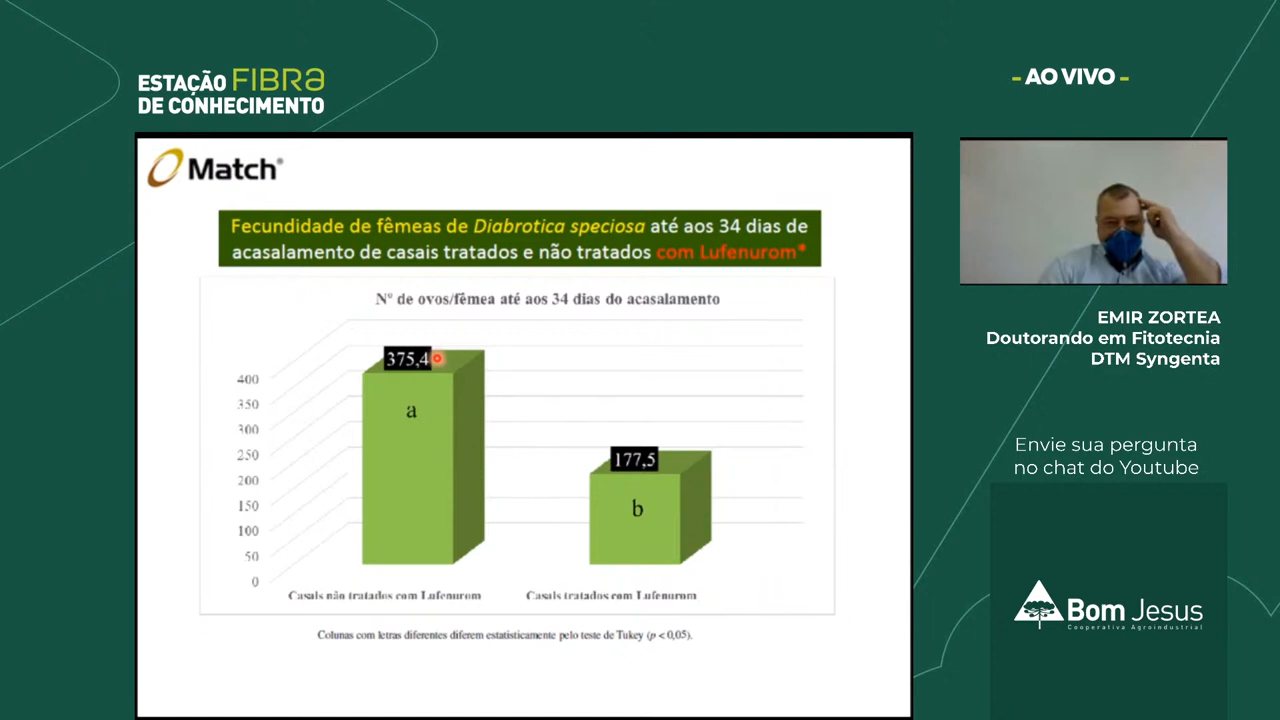 ESTAÇÃO FIBRA
DE CONHECIMENTO
- AO VIVO -
Match®
Fecundidade de fêmeas de Diabrotica speciosa até aos 34 dias de
acasalamento de casais tratados e não tratados com Lufenurom*
Nº de ovos/fêmea até aos 34 dias do acasalamento
400
350
300
250
200
150
100
50
0
375,4
a
177,5
b
Casais não tratados com Lufenurom
Casais tratados com Lufenurom
Colunas com letras diferentes diferem estatisticamente pelo teste de Tukey (p < 0,05).
EMIR ZORTEA
Doutorando em Fitotecnia
DTM Syngenta
Envie sua pergunta
no chat do Youtube
Bom Jesus
Cooperativa Agroindustrial